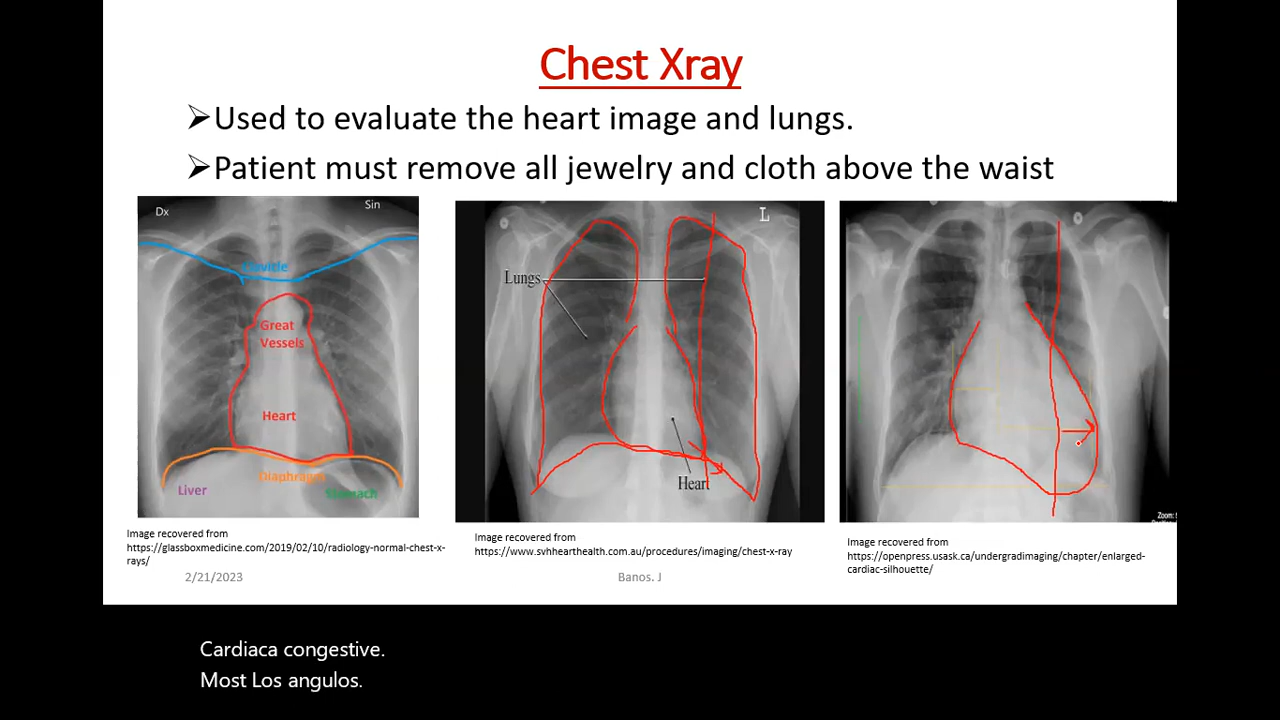 Chest Xray
➢Used to evaluate the heart image and lungs.
➢Patient must remove all jewelry and cloth above the waist
Dx
Sin
Clavicle
Great
Vessels
Heart
Diaphragm
Liver
Stomach
L
Lungs
Heart
Zoom:
Image recovered from
https://glassboxmedicine.com/2019/02/10/radiology-normal-chest-x-
rays/
Image recovered from
https://www.svhhearthealth.com.au/procedures/imaging/chest-x-ray
Image recovered from
https://openpress.usask.ca/undergradimaging/chapter/enlarged-
cardiac-silhouette/
2/21/2023
Banos. J
Cardiaca congestive.
Most Los angulos.